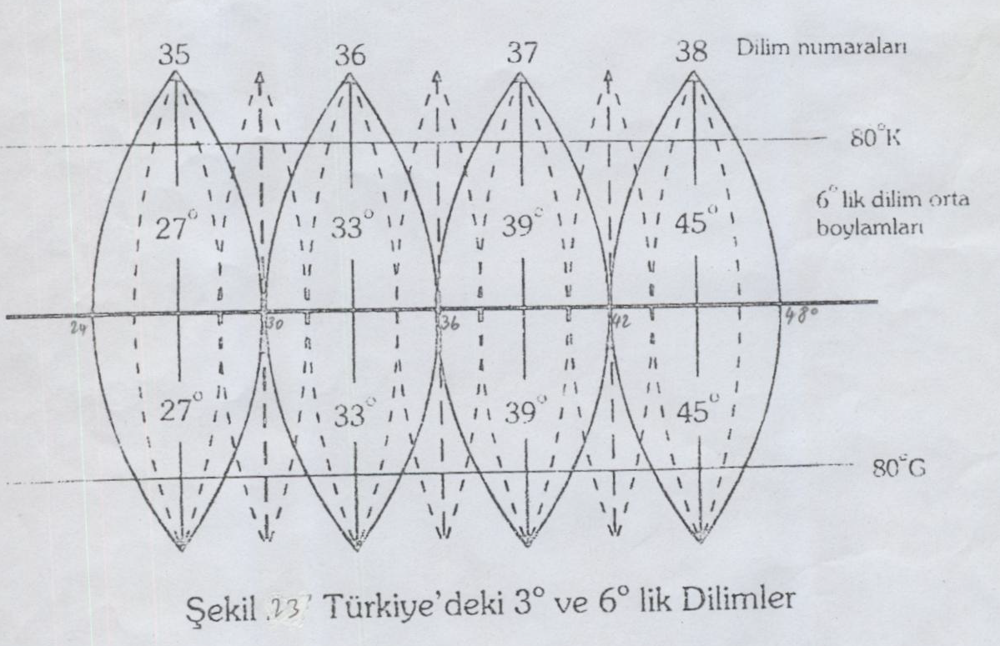 35 36 37 38 Dilim numaraları
80°K
6° lik dilim orta
boylamları
27° 33° 39° 45°
24 30 36 42 48°
27° 33° 39° 45°
80°G
Şekil 23 Türkiye'deki 3° ve 6° lik Dilimler